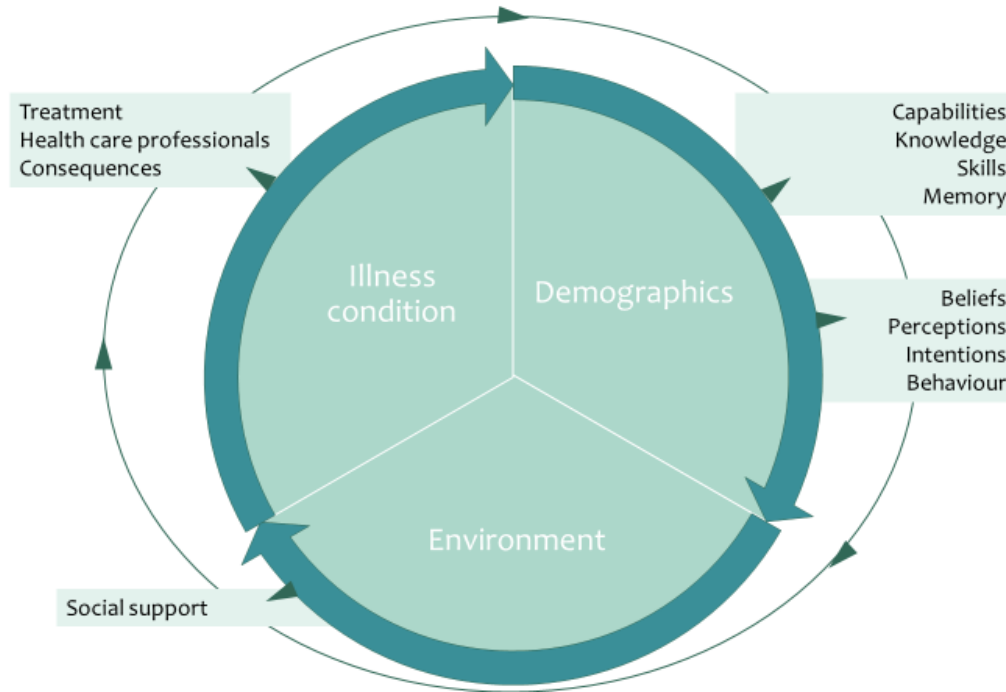 Treatment
Health care professionals
Consequences
Capabilities
Knowledge
Skills
Memory
Illness
condition
Demographics
Beliefs
Perceptions
Intentions
Behaviour
Environment
Social support